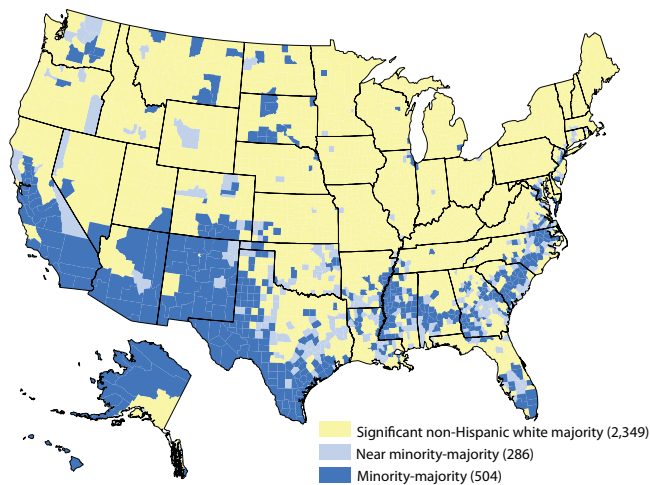 Significant non-Hispanic white majority (2,349)
Near minority-majority (286)
Minority-majority (504)